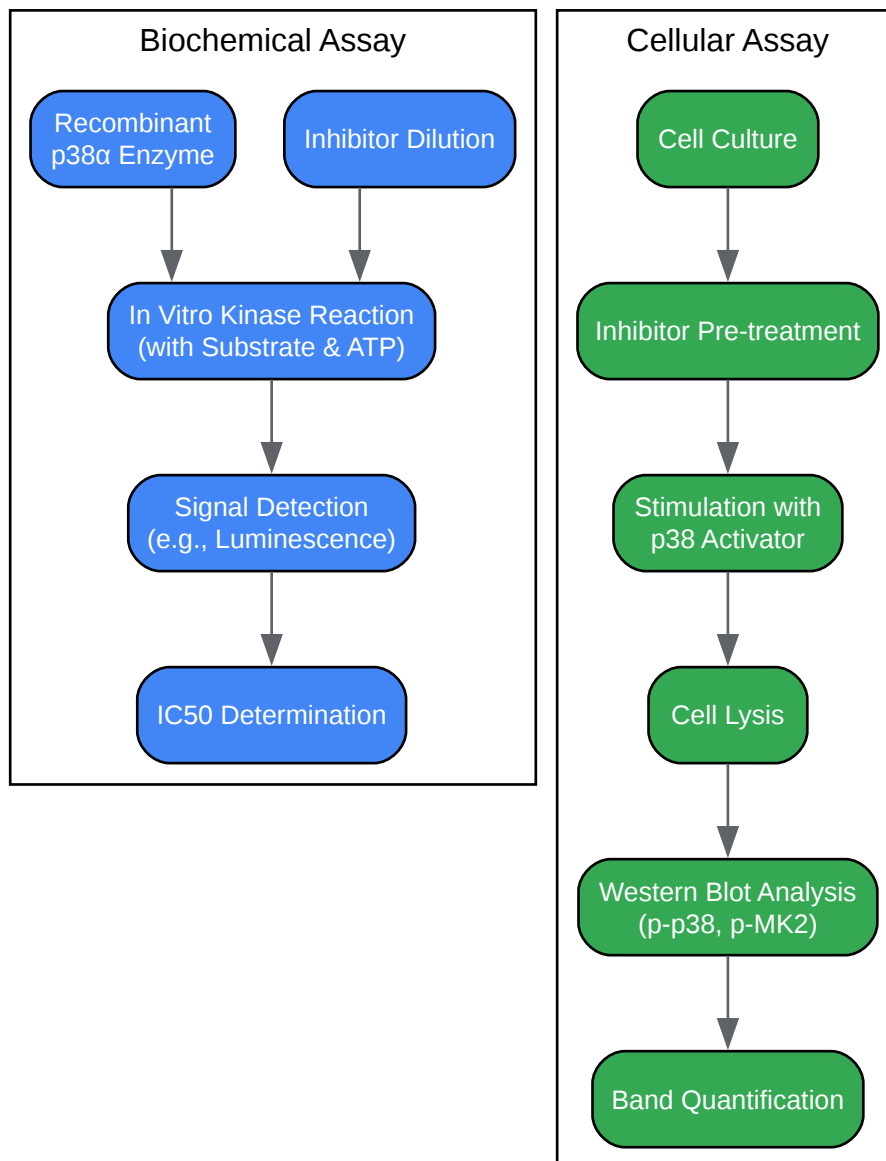 Biochemical Assay
Recombinant
p38α Enzyme
Inhibitor Dilution
In Vitro Kinase Reaction
(with Substrate & ATP)
Signal Detection
(e.g., Luminescence)
IC50 Determination
Cellular Assay
Cell Culture
Inhibitor Pre-treatment
Stimulation with
p38 Activator
Cell Lysis
Western Blot Analysis
(p-p38, p-MK2)
Band Quantification